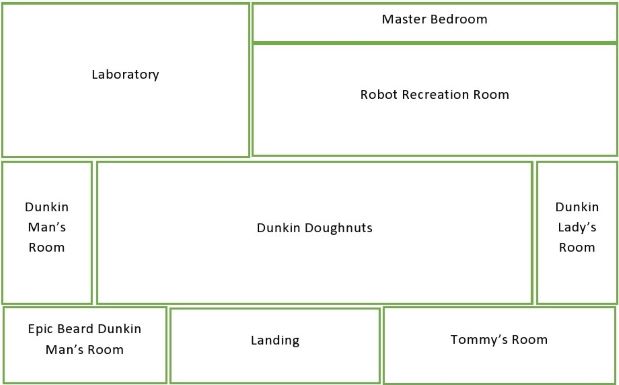 Laboratory
Master Bedroom
Robot Recreation Room
Dunkin
Man's
Room
Dunkin Doughnuts
Dunkin
Lady's
Room
Epic Beard Dunkin
Man's Room
Landing
Tommy's Room